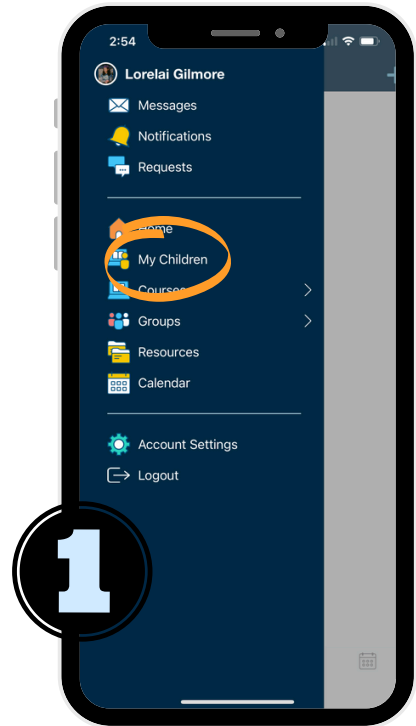 2:54
Lorelai Gilmore
Messages
Notifications
Requests
Home
My Children
Courses
Groups
Resources
Calendar
Account Settings
Logout
1